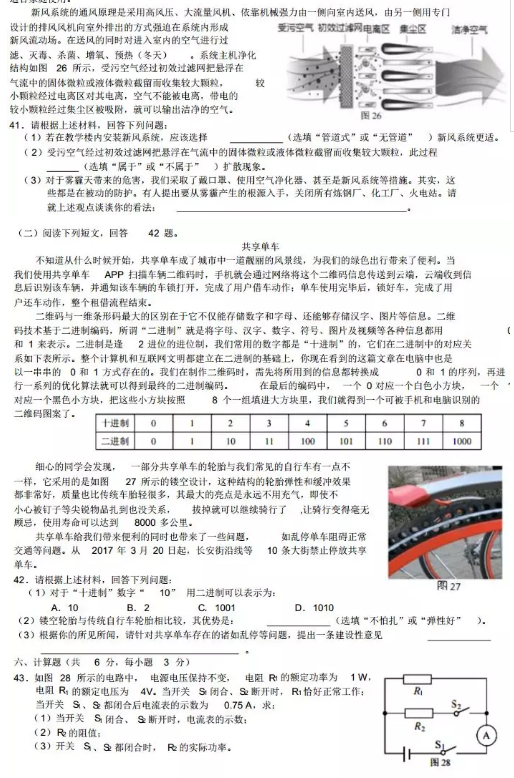 新风系统的通风原理是采用高风压、大流量风机、依靠机械强力由一侧向室内送风，由另一侧用专门
设计的排风风机向室外排出的方式强迫在系统内形成
新风流动场。在送风的同时对进入室内的空气进行过
滤、灭毒、杀菌、增氧、预热（冬天） 。系统主机净化
结构如图 26 所示，受污空气经过初效过滤网把悬浮在
气流中的固体微粒或液体微粒截留而收集较大颗粒， 较
小颗粒经过电离区对其电离，空气不能被电离，带电的
较小颗粒经过集尘区被吸附，就可以输出洁净的空气。
受污空气 初效过滤网电离区 集尘区 洁净空气
图 26
41．请根据上述材料，回答下列问题：
（1）若在教学楼内安装新风系统，应该选择 （选填“管道式”或“无管道” ）新风系统更适。
（2）受污空气经过初效过滤网把悬浮在气流中的固体微粒或液体微粒截留而收集较大颗粒，此过程
（选填“属于”或“不属于” ）扩散现象。
（3）对于雾霾天带来的危害，我们采取了戴口罩、使用空气净化器、甚至是新风系统等措施。其实，这
些都是在被动的防护。有人提出要从雾霾产生的根源入手，关闭所有炼钢厂、化工厂、火电站。请
就上述观点谈谈你的看法： 。
（二）阅读下列短文，回答 42 题。
共享单车
不知道从什么时候开始，共享单车成了城市中一道靓丽的风景线，为我们的绿色出行带来了便利。当
我们使用共享单车 APP 扫描车辆二维码时，手机就会通过网络将这个二维码信息传送到云端，云端收到信
息后识别该车辆，并通知该车辆的车锁打开，完成了用户借车动作；单车使用完毕后，锁好车，完成了用
户还车动作，整个租借流程结束。
二维码与一维条形码最大的区别在于它不仅能存储数字和字母、还能够存储汉字、图片等信息。二维
码技术基于二进制编码，所谓“二进制”就是将字母、汉字、数字、符号、图片及视频等各种信息都用 0
和 1 来表示。二进制是逢 2 进位的进位制，我们常用的数字都是“十进制”的，它们在二进制中的对应关
系如下表所示。整个计算机和互联网文明都建立在二进制的基础上，你现在看到的这篇文章在电脑中也是
以一串串的 0 和 1 方式存在的。我们在制作二维码时，需先将所用到的信息都转换成 0 和 1 的序列，再进
行一系列的优化算法就可以得到最终的二进制编码。 在最后的编码中， 一个 0 对应一个白色小方块， 一个
对应一个黑色小方块，把这些小方块按照 8 个一组填进大方块里，我们就得到一个可被手机和电脑识别的
二维码图案了。
十进制 0 1 2 3 4 5 6 7 8
二进制 0 1 10 11 100 101 110 111 1000
细心的同学会发现， 一部分共享单车的轮胎与我们常见的自行车有一点不
一样，它采用的是如图 27 所示的镂空设计，这种结构的轮胎弹性和缓冲效果
都非常好，质量也比传统车胎轻很多，其最大的亮点是永远不用充气，即使不
小心被钉子等尖锐物品扎到也没关系， 拔掉就可以继续骑行了 ,让骑行变得毫无
顾忌，使用寿命可以达到 8000 多公里。
共享单车给我们带来便利的同时也带来了一些问题， 如乱停单车阻碍正常
交通等问题。从 2017 年 3 月 20 日起，长安街沿线等 10 条大街禁止停放共享
单车。
图 27
42．请根据上述材料，回答下列问题：
（1）对于“十进制”数字“ 10” 用二进制可以表示为：
A．10 B．2 C．1001 D．1010
（2）镂空轮胎与传统自行车轮胎相比较，其优势是： （选填“不怕扎”或“弹性好” ）。
（3）根据你的所见所闻，请针对共享单车存在的诸如乱停等问题，提出一条建设性意见
。
六、计算题（共 6 分，每小题 3 分）
43．如图 28 所示的电路中， 电源电压保持不变， 电阻 R₁ 的额定功率为 1 W，
电阻 R₁ 的额定电压为 4V。当开关 S₁ 闭合、S₂ 断开时，R₁ 恰好正常工作；
当开关 S₁、S₂ 都闭合后电流表的示数为 0.75 A，求：
（1）当开关 S₁ 闭合、 S₂ 断开时，电流表的示数；
（2）R₂ 的阻值；
（3）开关 S₁、S₂ 都闭合时， R₂ 的实际功率。
R₁
S₂
R₂
A
S₁
图 28